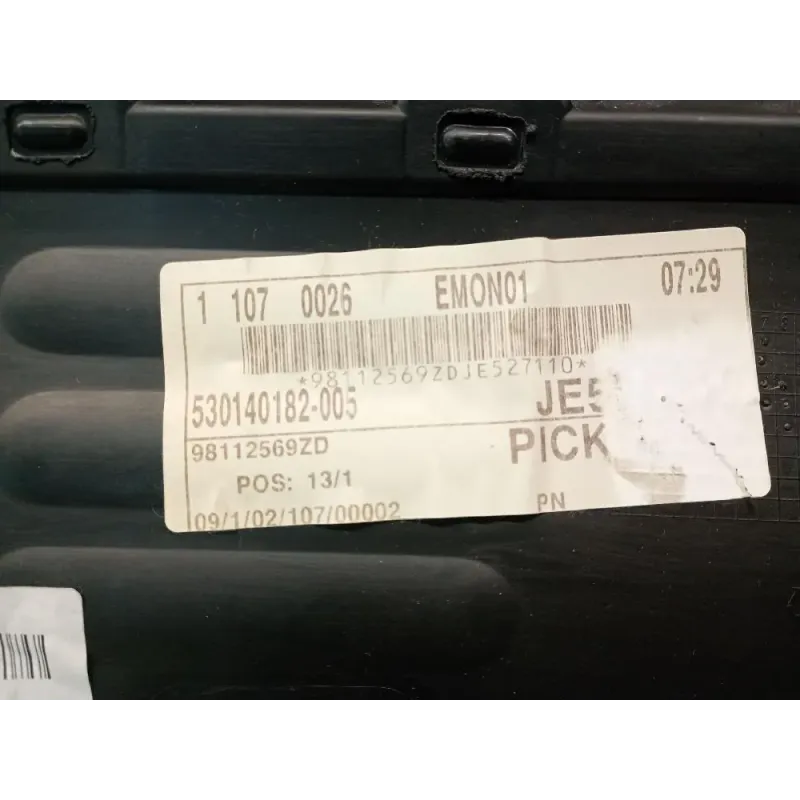 1 107 0026 EMON01 07:29
*98112569ZDJE527110*
530140182-005 JE5
98112569ZD PICK
POS: 13/1
09/1/02/107/00002 PN